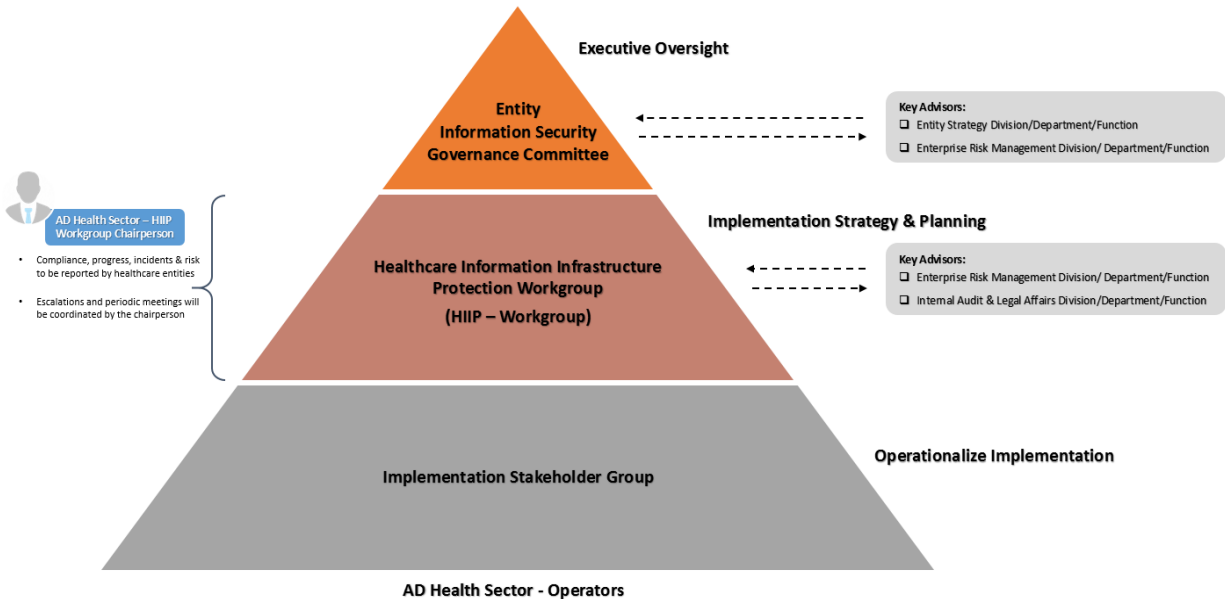 Executive Oversight
Entity
Information Security
Governance Committee
Key Advisors:
Entity Strategy Division/Department/Function
Enterprise Risk Management Division/ Department/Function
AD Health Sector – HIIP
Workgroup Chairperson
Compliance, progress, incidents & risk
to be reported by healthcare entities
Escalations and periodic meetings will
be coordinated by the chairperson
Implementation Strategy & Planning
Healthcare Information Infrastructure
Protection Workgroup
(HIIP – Workgroup)
Key Advisors:
Enterprise Risk Management Division/ Department/Function
Internal Audit & Legal Affairs Division/Department/Function
Operationalize Implementation
Implementation Stakeholder Group
AD Health Sector - Operators